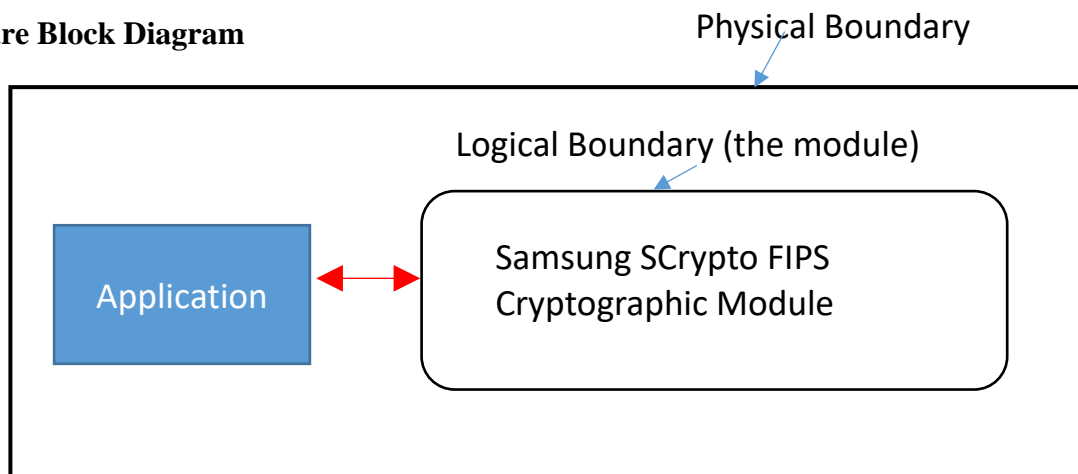 Physical Boundary
re Block Diagram
Logical Boundary (the module)
Samsung SCrypto FIPS
Cryptographic Module
Application